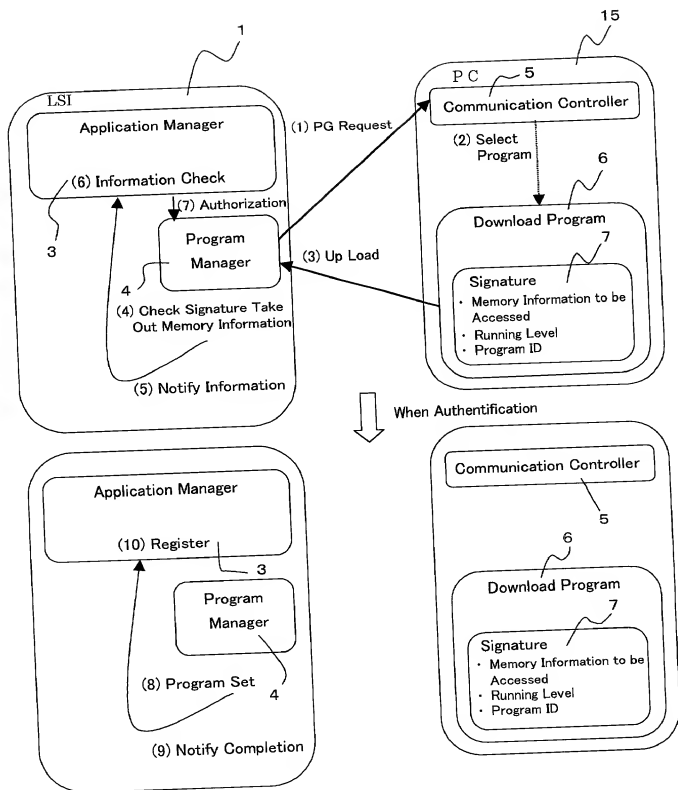 1
LSI
Application Manager
(6) Information Check
3
(7) Authorization
Program
Manager
4
(4) Check Signature Take
Out Memory Information
(5) Notify Information
(1) PG Request
(3) Up Load
15
P C
5
Communication Controller
(2) Select
Program
6
Download Program
7
Signature
・ Memory Information to be
Accessed
・ Running Level
・ Program ID
When Authentification
Application Manager
(10) Register
3
Program
Manager
4
(8) Program Set
(9) Notify Completion
Communication Controller
5
6
Download Program
7
Signature
・ Memory Information to be
Accessed
・ Running Level
・ Program ID